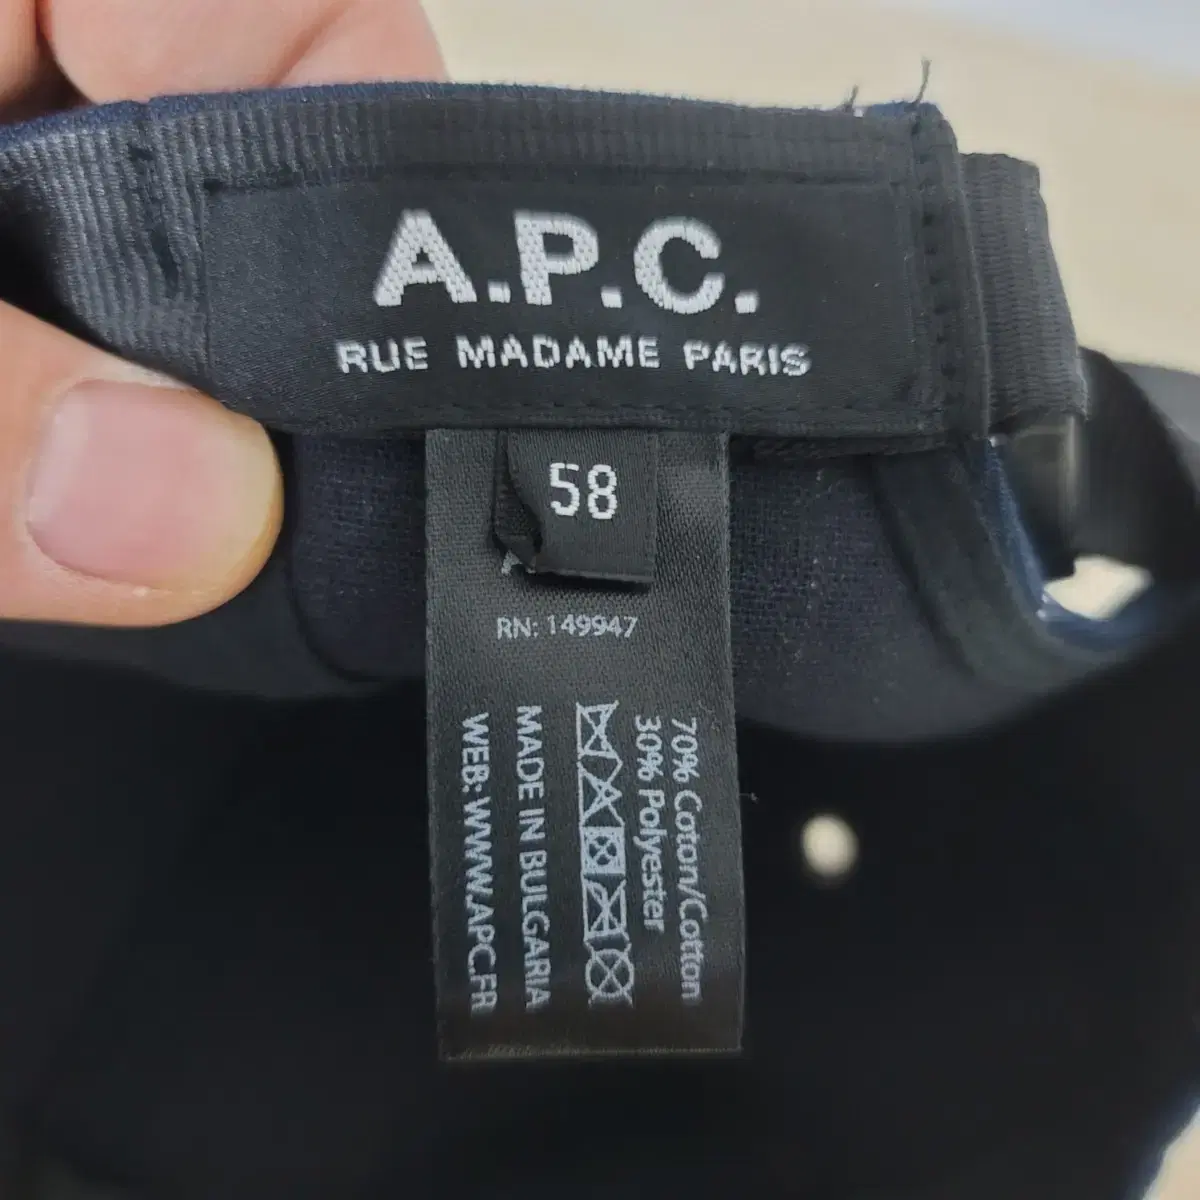 A.P.C.
RUE MADAME PARIS
58
RN: 149947
70% Coton/Cotton
30% Polyester
MADE IN BULGARIA
WEB: WWW.APC.FR